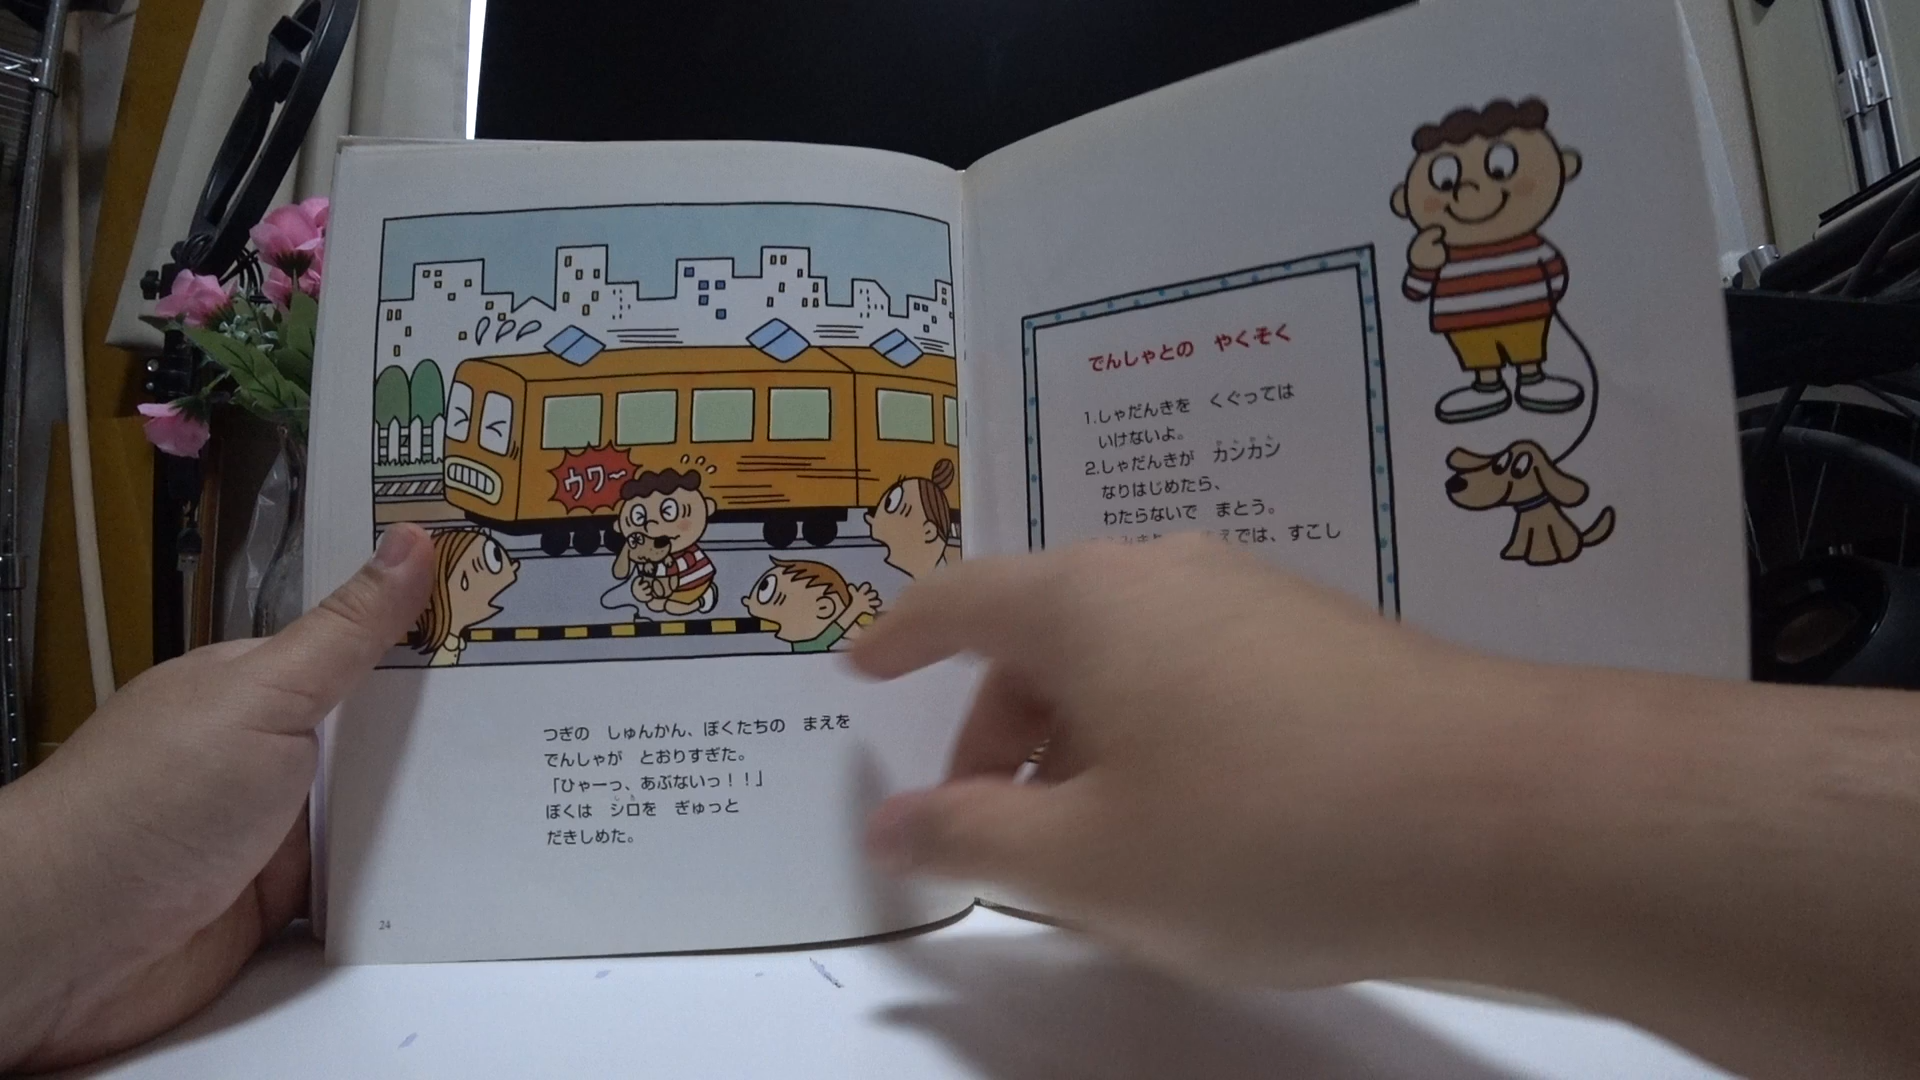 ウワ〜
つぎの しゅんかん、ぼくたちの まえを
でんしゃが とおりすぎた。
「ひゃーっ、あぶないっ！！」
ぼくは シロを ぎゅっと
だきしめた。
24
でんしゃとの やくそく
1.しゃだんきを くぐっては
いけないよ。
2.しゃだんきが カンカン
なりはじめたら、
わたらないで まとう。
えでは、すこし